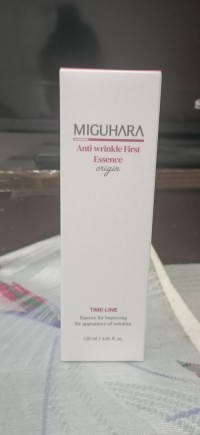 MIGUHARA
Anti wrinkle First
Essence
origin
TIME-LINE
Essence for improving
the appearance of wrinkles
120 ml / 4.05 fl. oz